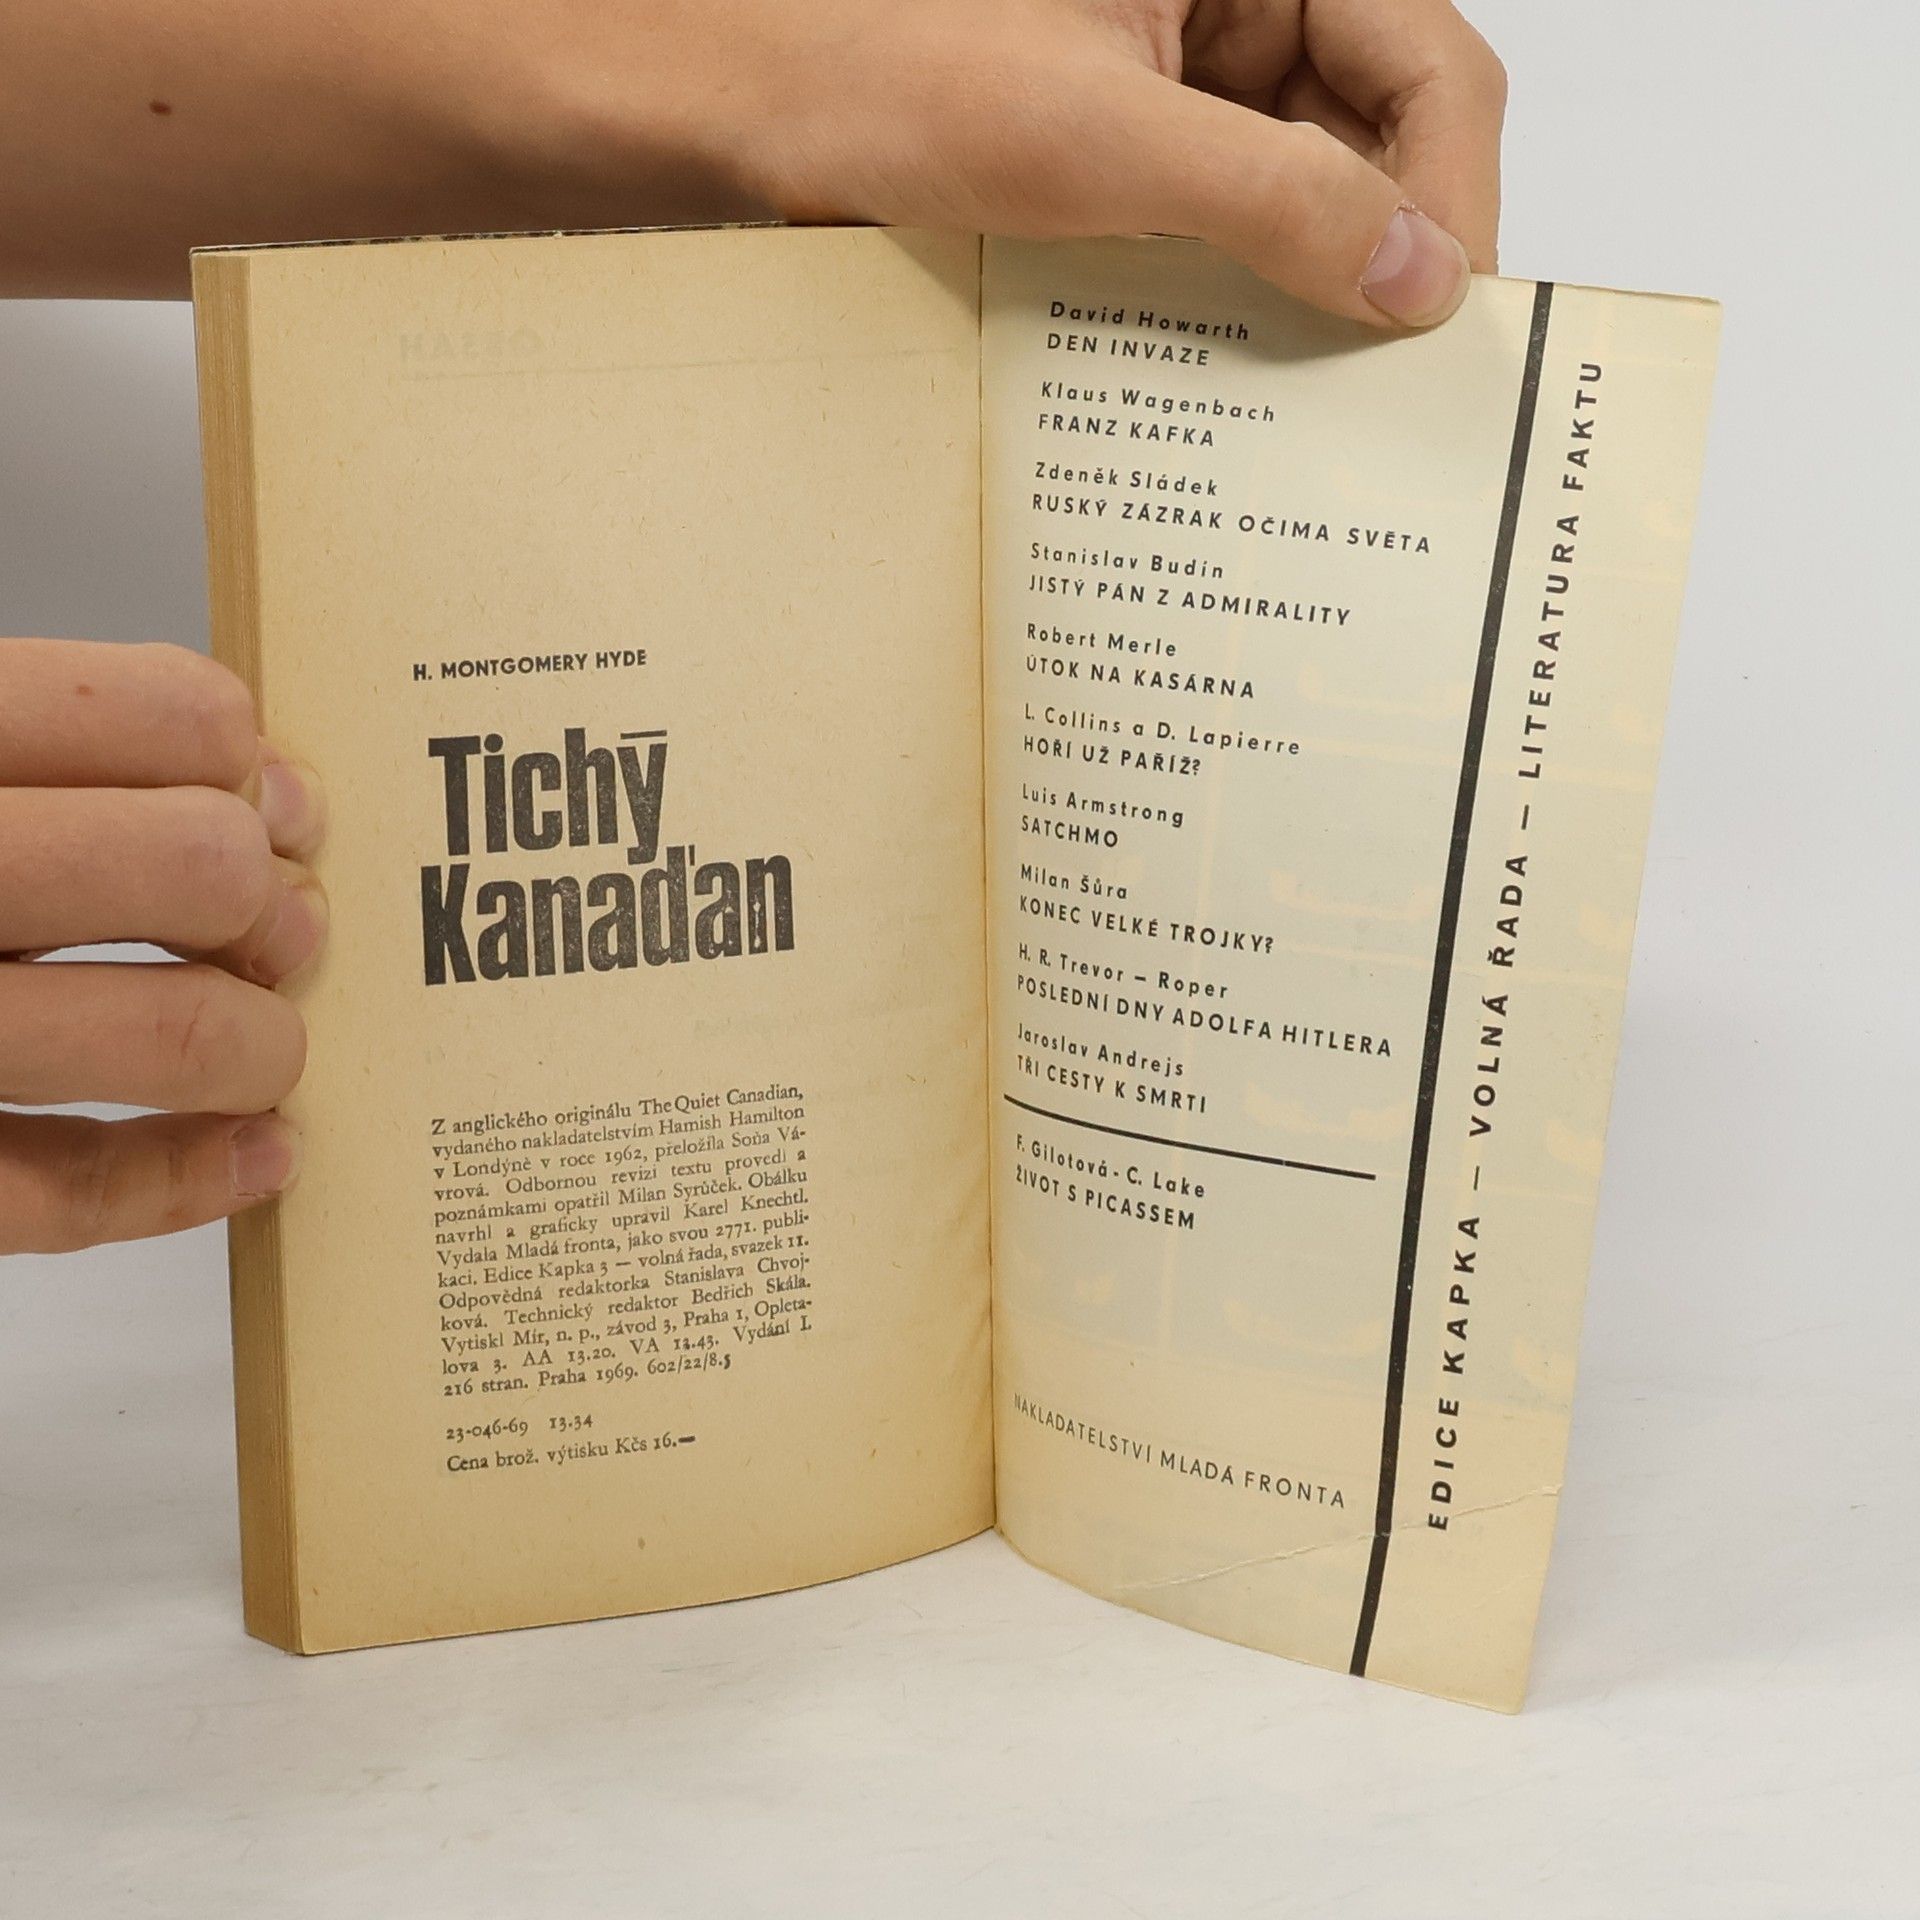 H. MONTGOMERY HYDE
Tichý
Kanaďan
Z anglického originálu The Quiet Canadian,
vydaného nakladatelstvím Hamish Hamilton
v Londýně v roce 1962, přeložila Soňa Vá-
vrová. Odbornou revizi textu provedl a
poznámkami opatřil Milan Syrůček. Obálku
navrhl a graficky upravil Karel Knechtl.
Vydala Mladá fronta, jako svou 2771. publi-
kaci. Edice Kapka 3 — volná řada, svazek 11.
Odpovědná redaktorka Stanislava Chvoj-
ková. Technický redaktor Bedřich Skála.
Vytiskl Mír, n. p., závod 3, Praha 1, Opleta-
lova 3. AA 13.20. VA 13.43. Vydání I.
216 stran. Praha 1969. 602/22/8.5
23-046-69 13.34
Cena brož. výtisku Kčs 16.—
David Howarth
DEN INVAZE
Klaus Wagenbach
FRANZ KAFKA
Zdeněk Sládek
RUSKÝ ZÁZRAK OČIMA SVĚTA
Stanislav Budín
JISTÝ PÁN Z ADMIRALITY
Robert Merle
ÚTOK NA KASÁRNA
L. Collins a D. Lapierre
HOŘÍ UŽ PAŘÍŽ?
Luis Armstrong
SATCHMO
Milan Šůra
KONEC VELKÉ TROJKY?
H. R. Trevor – Roper
POSLEDNÍ DNY ADOLFA HITLERA
Jaroslav Andrejs
TŘI CESTY K SMRTI
F. Gilotová - C. Lake
ŽIVOT S PICASSEM
NAKLADATELSTVÍ MLADÁ FRONTA
EDICE KAPKA — VOLNÁ ŘADA — LITERATURA FAKTU